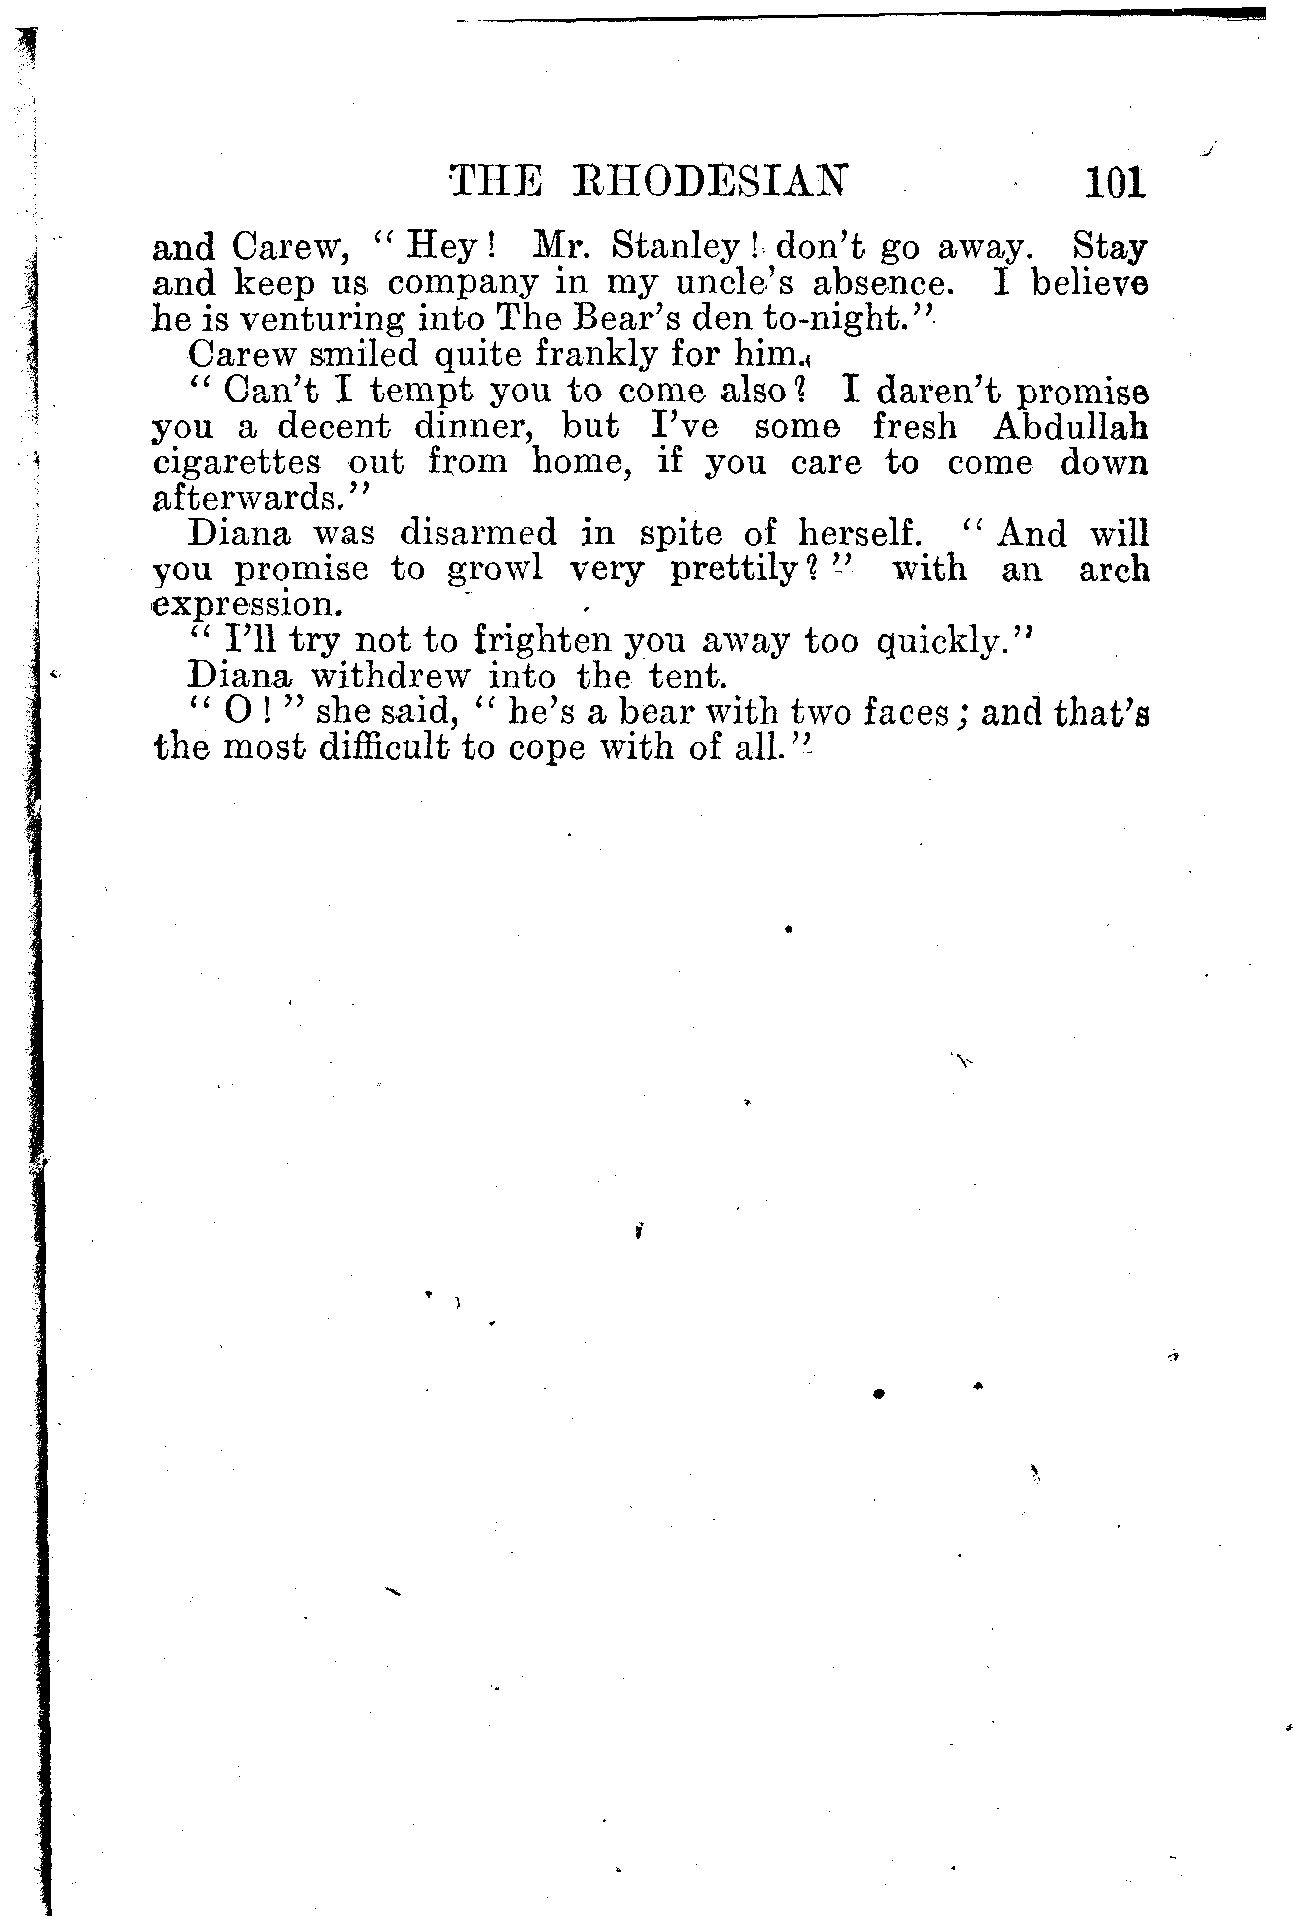 THE RHODESIAN 101
and Carew, “ Hey! Mr. Stanley! don't go away. Stay
and keep us company in my uncle's absence. I believe
he is venturing into The Bear's den to-night.”
Carew smiled quite frankly for him.
“ Can't I tempt you to come also? I daren't promise
you a decent dinner, but I've some fresh Abdullah
cigarettes out from home, if you care to come down
afterwards.”
Diana was disarmed in spite of herself. “ And will
you promise to growl very prettily? ” with an arch
expression.
“ I'll try not to frighten you away too quickly.”
Diana withdrew into the tent.
“ O! ” she said, “ he's a bear with two faces; and that's
the most difficult to cope with of all.”